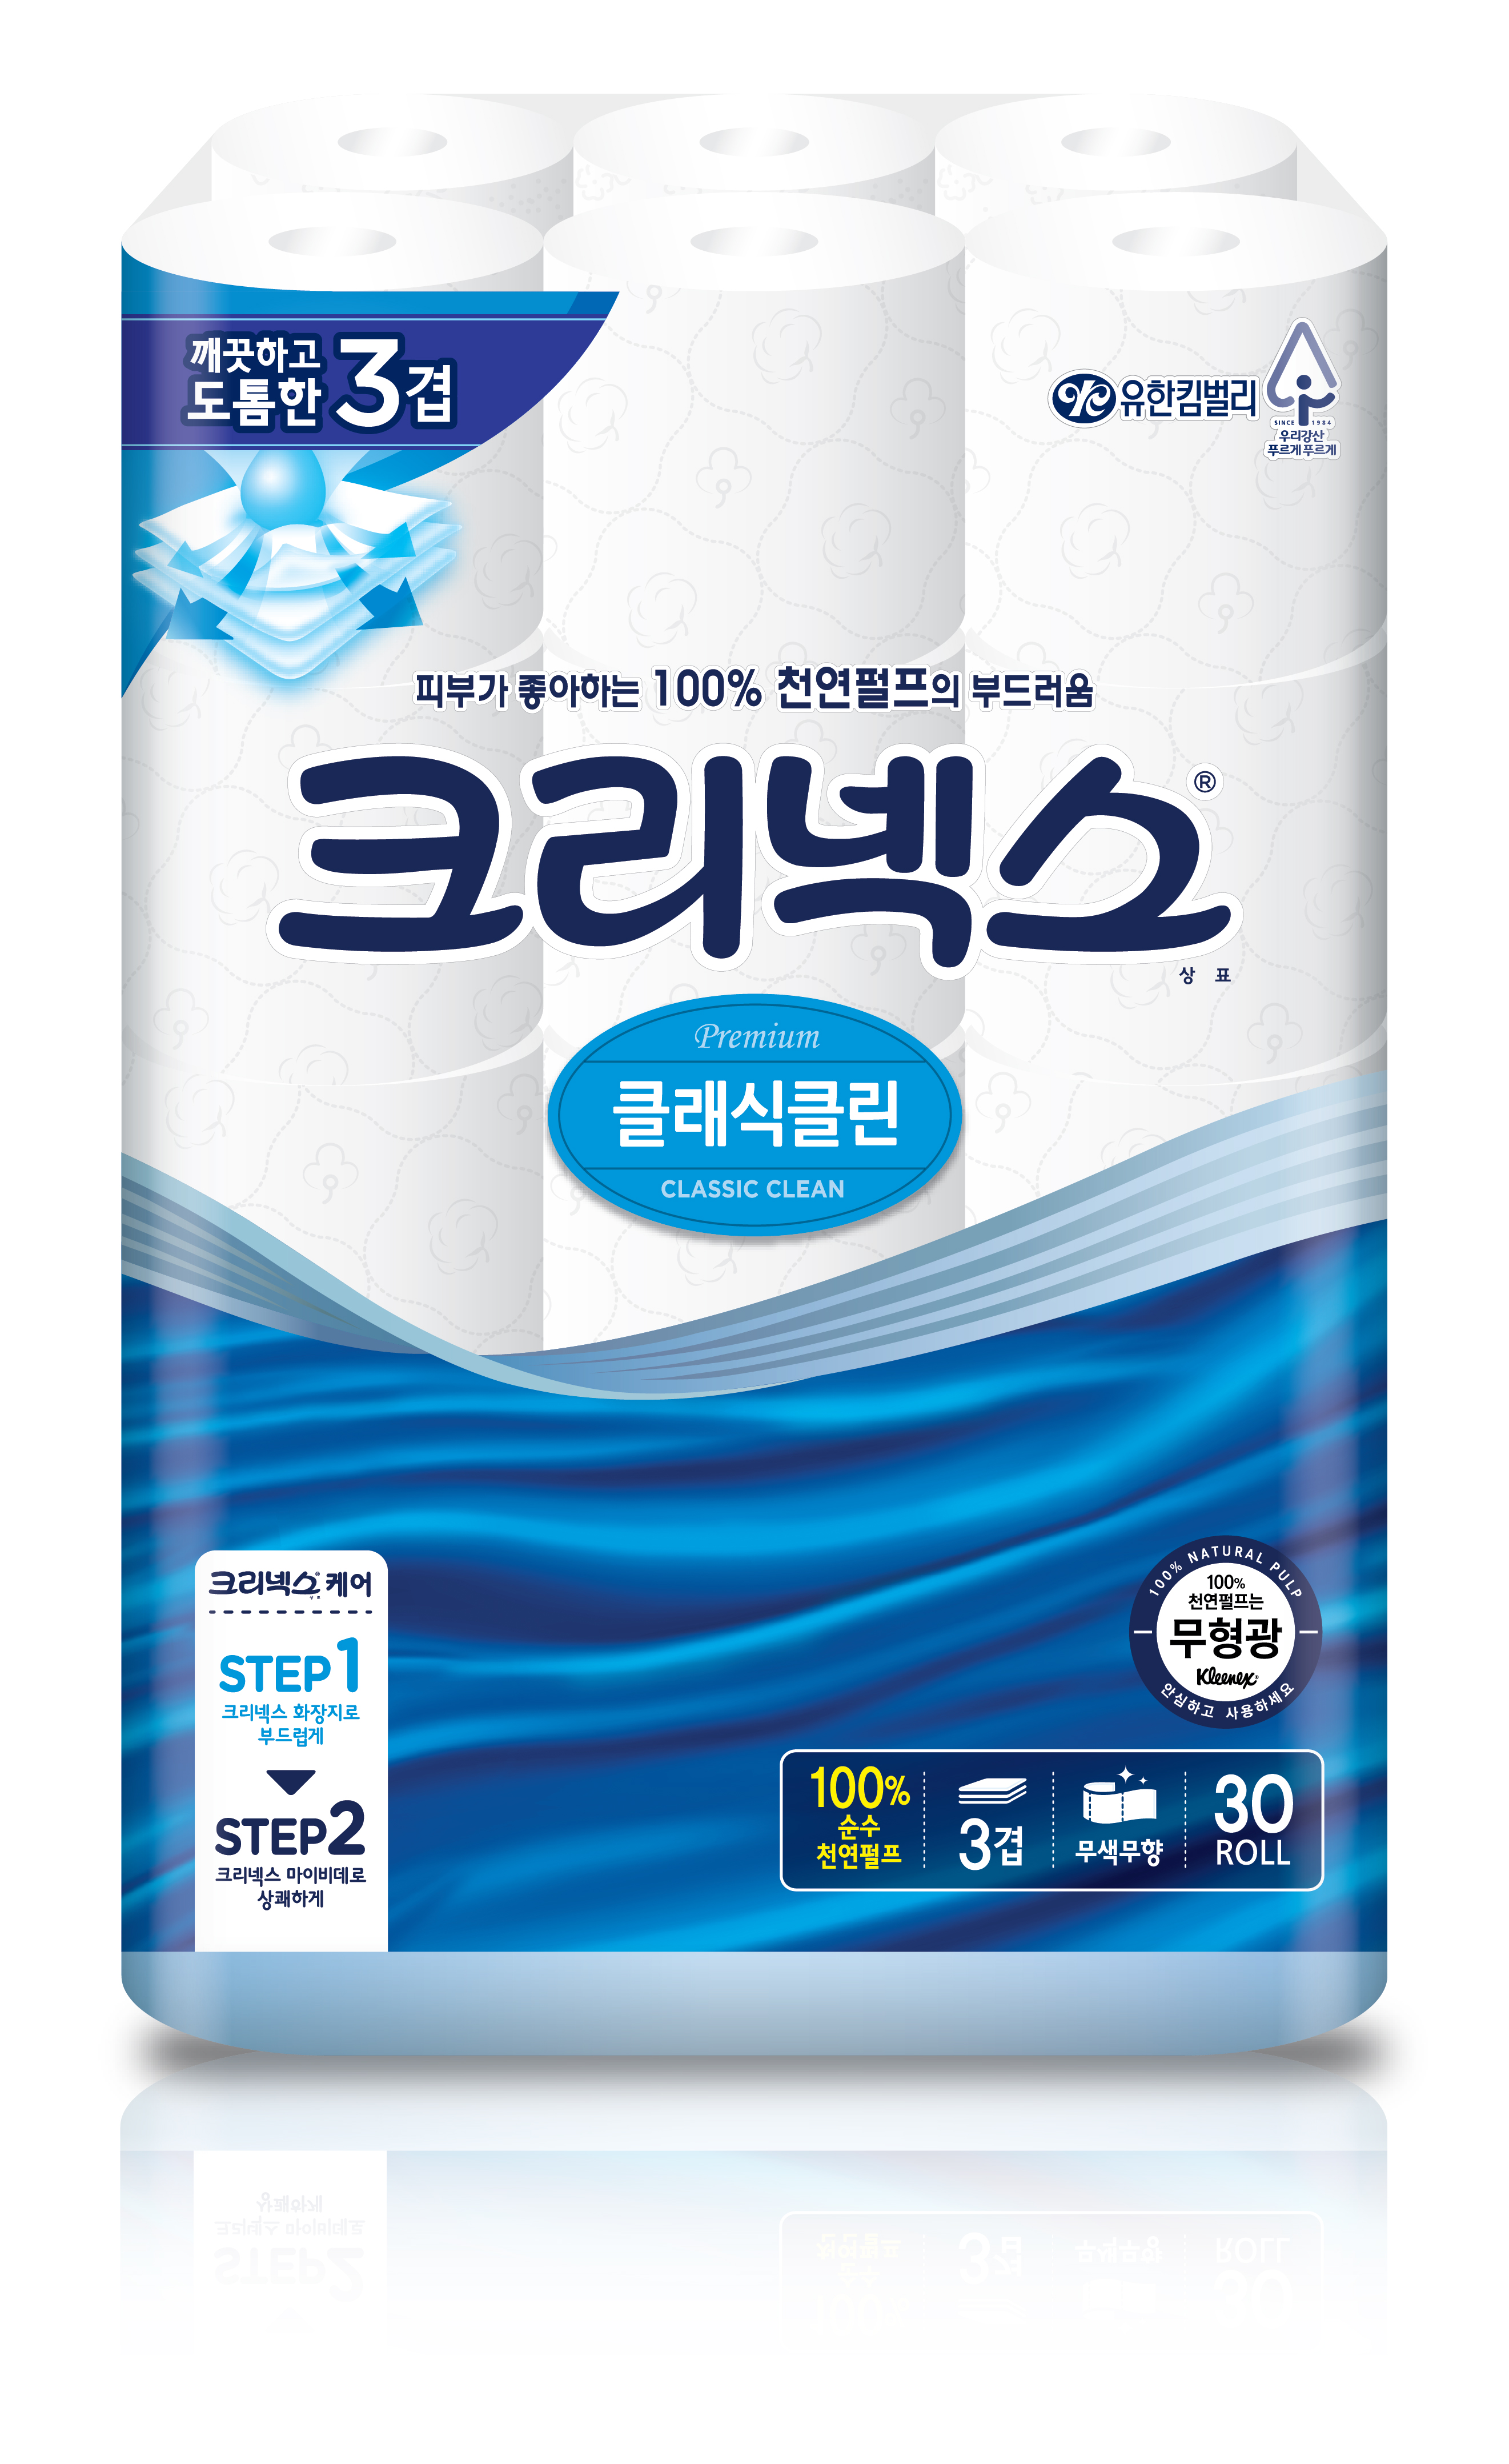 깨끗하고
도톰한 3겹
유한킴벌리
SINCE 1984
우리강산
푸르게 푸르게
피부가 좋아하는 100% 천연펄프의 부드러움
크리넥스®
상 표
Premium
클래식클린
CLASSIC CLEAN
크리넥스® 케어
상 표
STEP1
크리넥스 화장지로
부드럽게
STEP2
크리넥스 마이비데로
상쾌하게
100% NATURAL PULP
100%
천연펄프는
무형광
Kleenex®
안심하고 사용하세요
100%
순수
천연펄프
3겹
무색무향
30
ROLL